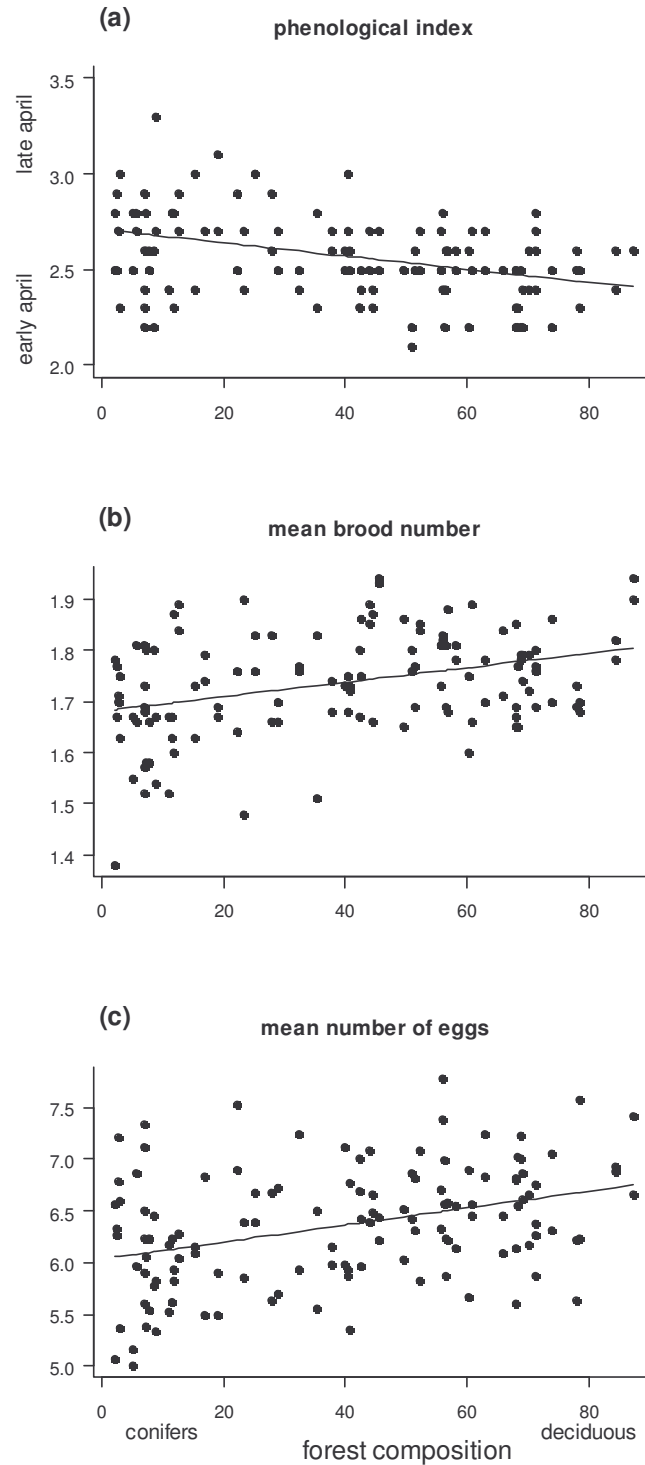 (a)
phenological index
late april
early april
3.5
3.0
2.5
2.0
0 20 40 60 80
(b)
mean brood number
1.9
1.8
1.7
1.6
1.5
1.4
0 20 40 60 80
(c)
mean number of eggs
7.5
7.0
6.5
6.0
5.5
5.0
0 20 40 60 80
conifers deciduous
forest composition